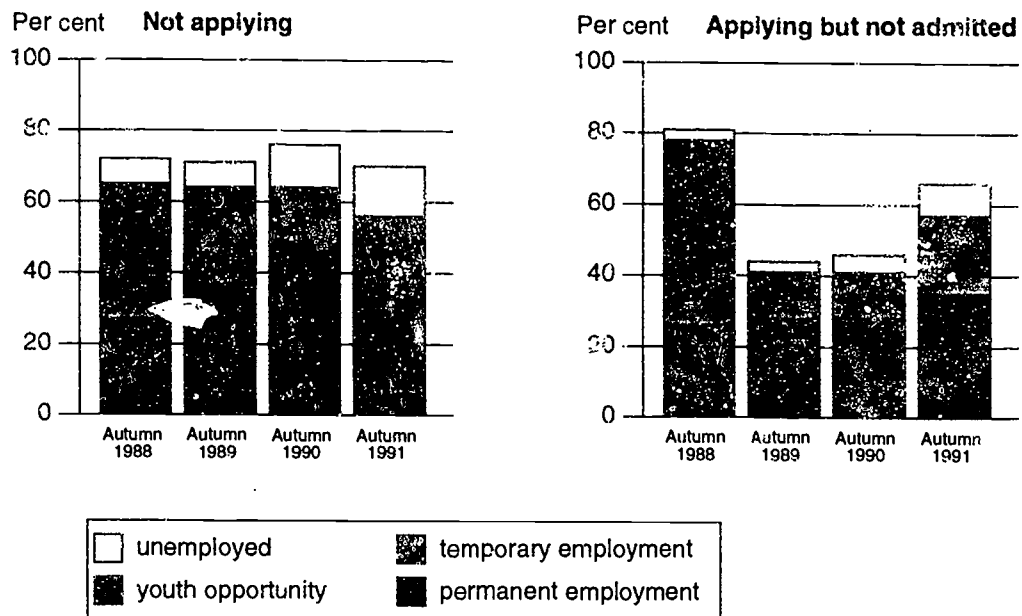 Per cent Not applying
100
80
60
40
20
0
Autumn 1988
Autumn 1989
Autumn 1990
Autumn 1991
Per cent Applying but not admitted
100
80
60
40
20
0
Autumn 1988
Autumn 1989
Autumn 1990
Autumn 1991
unemployed
temporary employment
youth opportunity
permanent employment